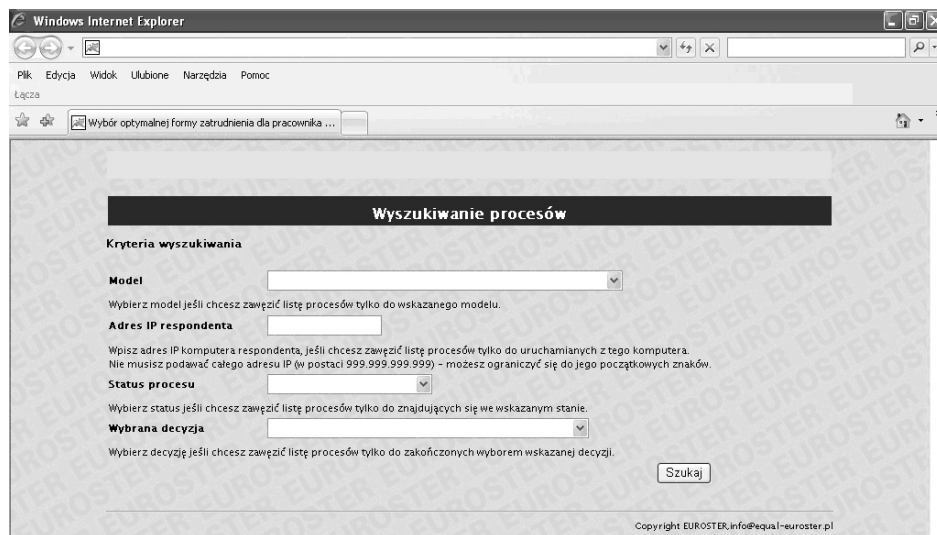 Windows Internet Explorer
Plik Edycja Widok Ulubione Narzędzia Pomoc
Łącza
Wybór optymalnej formy zatrudnienia dla pracownika ...
Wyszukiwanie procesów
Kryteria wyszukiwania
Model
Wybierz model jeśli chcesz zawęzić listę procesów tylko do wskazanego modelu.
Adres IP respondenta
Wpisz adres IP komputera respondenta, jeśli chcesz zawęzić listę procesów tylko do uruchamianych z tego komputera.
Nie musisz podawać całego adresu IP (w postaci 999.999.999.999) - możesz ograniczyć się do jego początkowych znaków.
Status procesu
Wybierz status jeśli chcesz zawęzić listę procesów tylko do znajdujących się we wskazanym stanie.
Wybrana decyzja
Wybierz decyzję jeśli chcesz zawęzić listę procesów tylko do zakończonych wyborem wskazanej decyzji.
Szukaj
Copyright EUROSTER,info@equal-euroster.pl